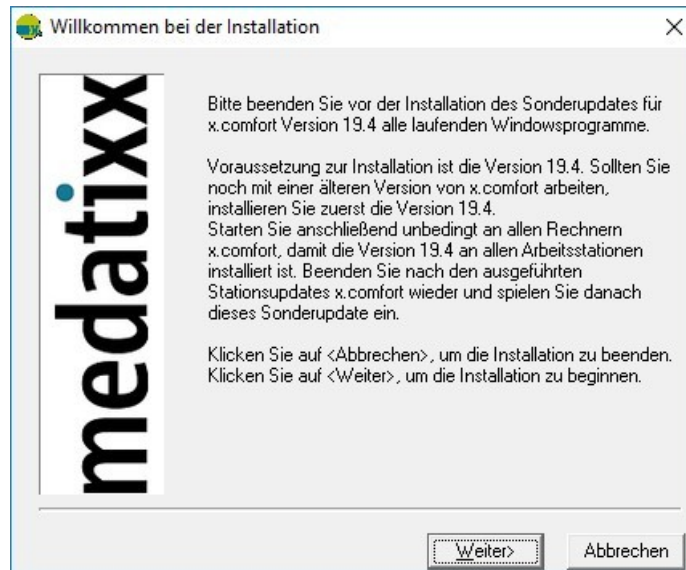 Willkommen bei der Installation
medatixx
Bitte beenden Sie vor der Installation des Sonderupdates für
x.comfort Version 19.4 alle laufenden Windowsprogramme.
Voraussetzung zur Installation ist die Version 19.4. Sollten Sie
noch mit einer älteren Version von x.comfort arbeiten,
installieren Sie zuerst die Version 19.4.
Starten Sie anschließend unbedingt an allen Rechnern
x.comfort, damit die Version 19.4 an allen Arbeitsstationen
installiert ist. Beenden Sie nach den ausgeführten
Stationsupdates x.comfort wieder und spielen Sie danach
dieses Sonderupdate ein.
Klicken Sie auf <Abbrechen>, um die Installation zu beenden.
Klicken Sie auf <Weiter>, um die Installation zu beginnen.
Weiter>
Abbrechen